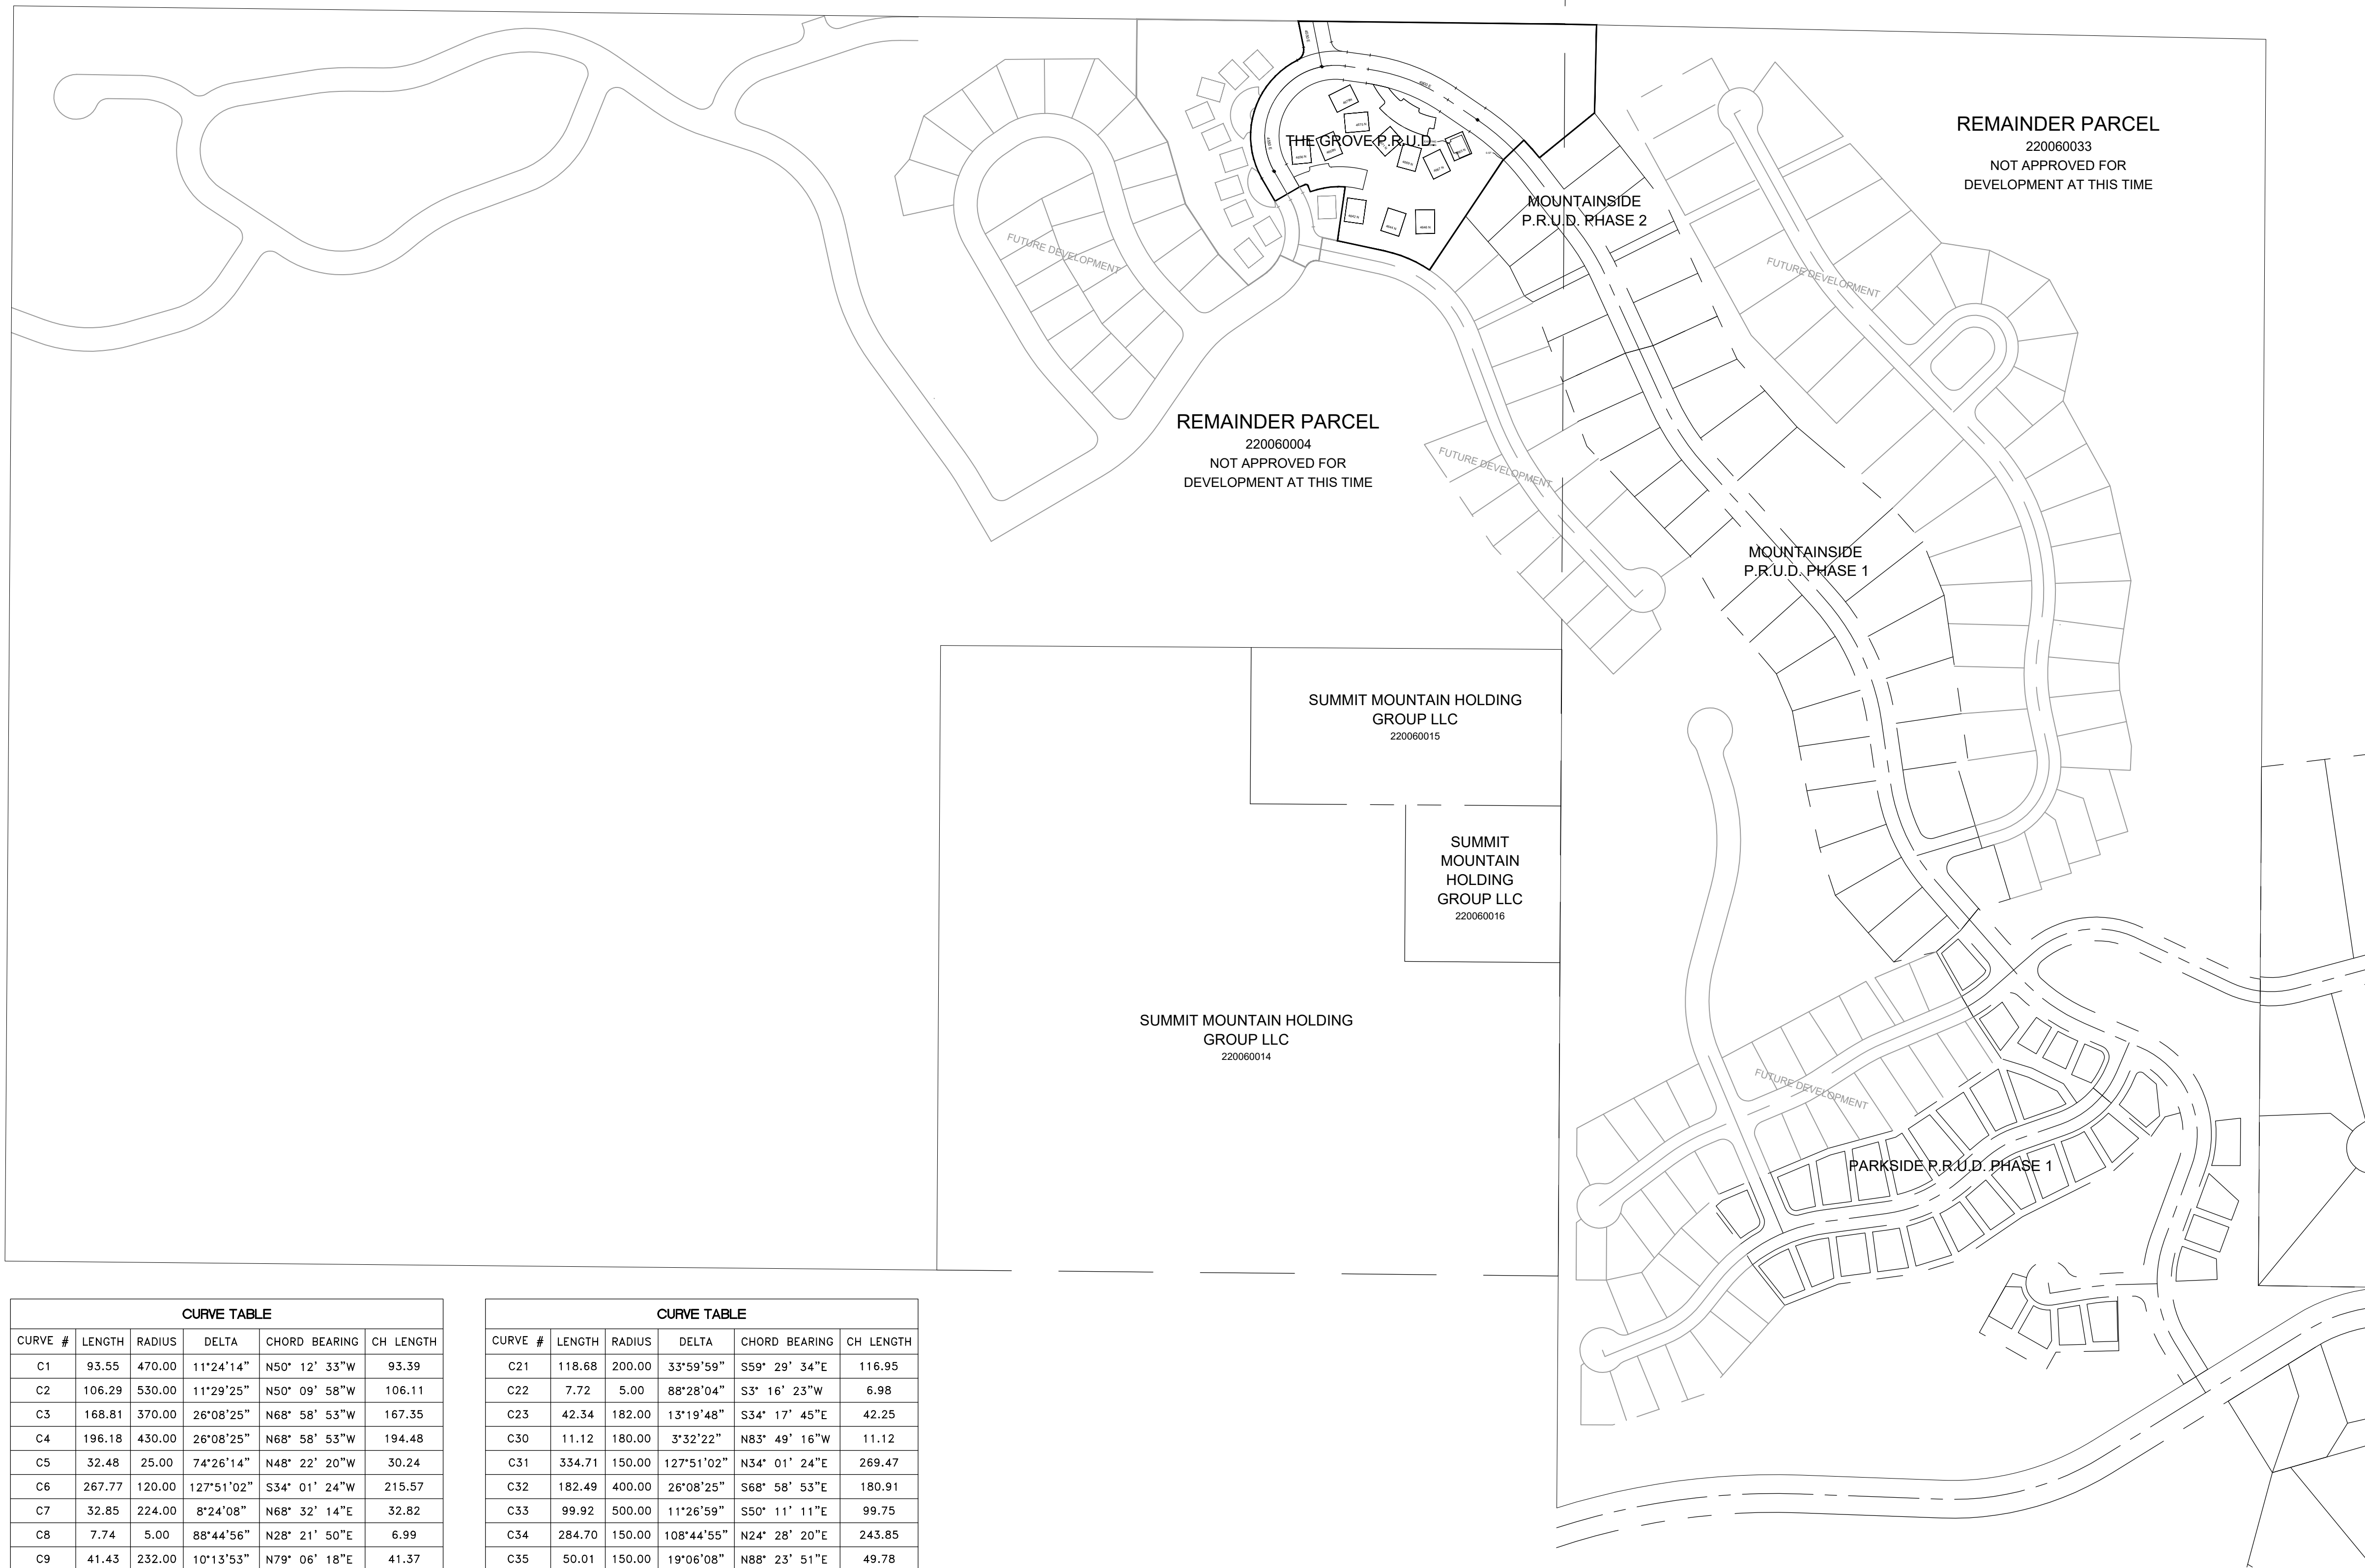 REMAINDER PARCEL
220060033
NOT APPROVED FOR
DEVELOPMENT AT THIS TIME
THE GROVE P.R.U.D.
MOUNTAINSIDE
P.R.U.D. PHASE 2
FUTURE DEVELOPMENT
FUTURE DEVELOPMENT
REMAINDER PARCEL
220060004
NOT APPROVED FOR
DEVELOPMENT AT THIS TIME
FUTURE DEVELOPMENT
MOUNTAINSIDE
P.R.U.D. PHASE 1
SUMMIT MOUNTAIN HOLDING
GROUP LLC
220060015
SUMMIT
MOUNTAIN
HOLDING
GROUP LLC
220060016
SUMMIT MOUNTAIN HOLDING
GROUP LLC
220060014
FUTURE DEVELOPMENT
PARKSIDE P.R.U.D. PHASE 1
CURVE TABLE
CURVE # LENGTH RADIUS DELTA CHORD BEARING CH LENGTH
C1 93.55 470.00 11°24'14" N50° 12' 33"W 93.39
C2 106.29 530.00 11°29'25" N50° 09' 58"W 106.11
C3 168.81 370.00 26°08'25" N68° 58' 53"W 167.35
C4 196.18 430.00 26°08'25" N68° 58' 53"W 194.48
C5 32.48 25.00 74°26'14" N48° 22' 20"W 30.24
C6 267.77 120.00 127°51'02" S34° 01' 24"W 215.57
C7 32.85 224.00 8°24'08" N68° 32' 14"E 32.82
C8 7.74 5.00 88°44'56" N28° 21' 50"E 6.99
C9 41.43 232.00 10°13'53" N79° 06' 18"E 41.37
CURVE TABLE
CURVE # LENGTH RADIUS DELTA CHORD BEARING CH LENGTH
C21 118.68 200.00 33°59'59" S59° 29' 34"E 116.95
C22 7.72 5.00 88°28'04" S3° 16' 23"W 6.98
C23 42.34 182.00 13°19'48" S34° 17' 45"E 42.25
C30 11.12 180.00 3°32'22" N83° 49' 16"W 11.12
C31 334.71 150.00 127°51'02" N34° 01' 24"E 269.47
C32 182.49 400.00 26°08'25" S68° 58' 53"E 180.91
C33 99.92 500.00 11°26'59" S50° 11' 11"E 99.75
C34 284.70 150.00 108°44'55" N24° 28' 20"E 243.85
C35 50.01 150.00 19°06'08" N88° 23' 51"E 49.78